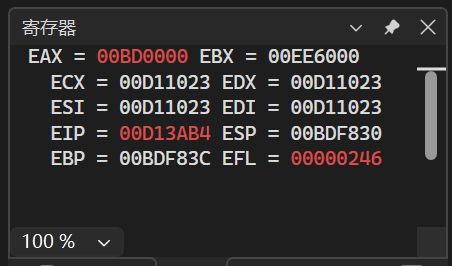 寄存器
EAX = 00BD0000 EBX = 00EE6000
ECX = 00D11023 EDX = 00D11023
ESI = 00D11023 EDI = 00D11023
EIP = 00D13AB4 ESP = 00BDF830
EBP = 00BDF83C EFL = 00000246
100 %